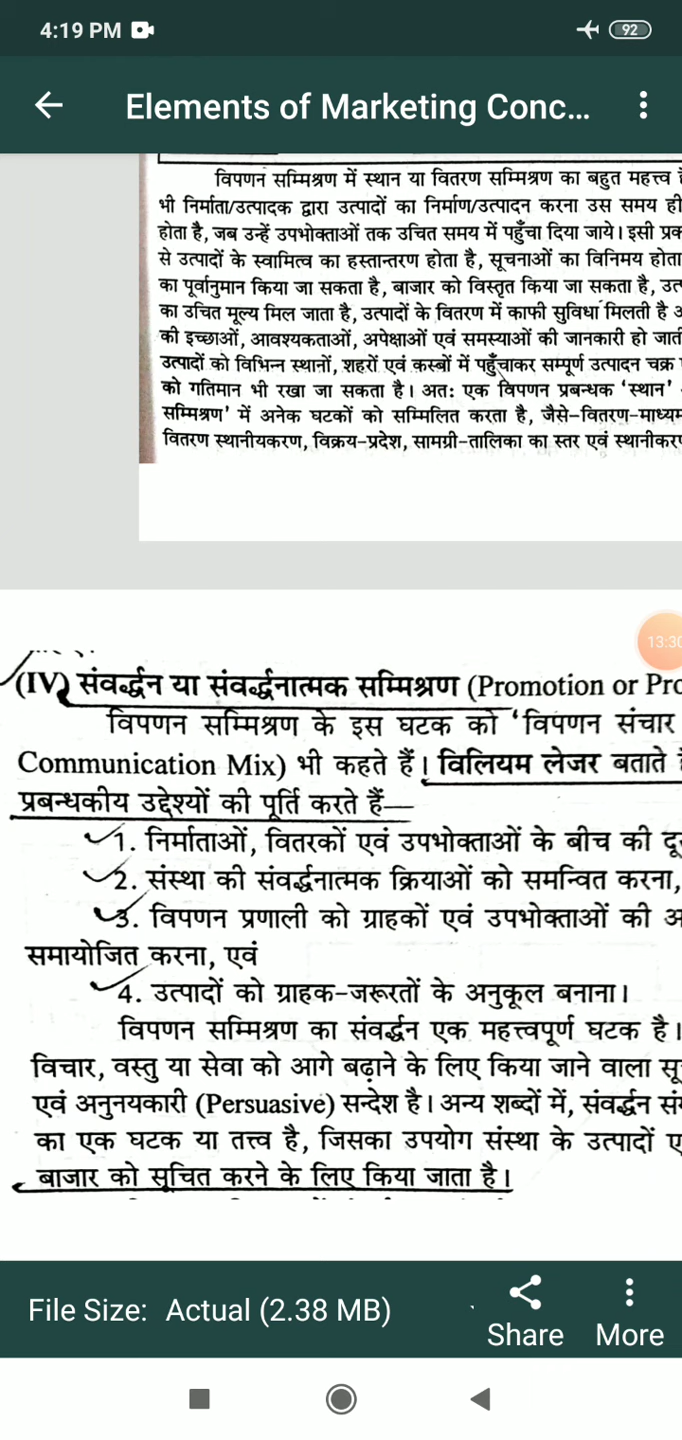 4:19 PM
92
Elements of Marketing Conc...
विपणन सम्मिश्रण में स्थान या वितरण सम्मिश्रण का बहुत महत्त्व
भी निर्माता/उत्पादक द्वारा उत्पादों का निर्माण/उत्पादन करना उस समय ही
होता है, जब उन्हें उपभोक्ताओं तक उचित समय में पहुँचा दिया जाये। इसी
से उत्पादों के स्वामित्व का हस्तान्तरण होता है, सूचनाओं का विनिमय होता
का पूर्वानुमान किया जा सकता है, बाजार को विस्तृत किया जा सकता है,
का उचित मूल्य मिल जाता है, उत्पादों के वितरण में काफी सुविधा मिलती है
की इच्छाओं, आवश्यकताओं, अपेक्षाओं एवं समस्याओं की जानकारी हो
उत्पादों को विभिन्न स्थानों, शहरों एवं कस्बों में पहुँचाकर सम्पूर्ण उत्पादन चक्र
को गतिमान भी रखा जा सकता है। अतः एक विपणन प्रबन्धक 'स्थान'
सम्मिश्रण' में अनेक घटकों को सम्मिलित करता है, जैसे-वितरण-माध्यम
वितरण स्थानीयकरण, विक्रय-प्रदेश, सामग्री-तालिका का स्तर एवं
13:30
(IV) संवर्द्धन या संवर्द्धनात्मक सम्मिश्रण (Promotion or Pro
विपणन सम्मिश्रण के इस घटक को 'विपणन संचार
Communication Mix) भी कहते हैं। विलियम लेजर बताते
प्रबन्धकीय उद्देश्यों की पूर्ति करते हैं—
1. निर्माताओं, वितरकों एवं उपभोक्ताओं के बीच की
2. संस्था की संवर्द्धनात्मक क्रियाओं को समन्वित करना,
3. विपणन प्रणाली को ग्राहकों एवं उपभोक्ताओं की
समायोजित करना, एवं
4. उत्पादों को ग्राहक-जरूरतों के अनुकूल बनाना।
विपणन सम्मिश्रण का संवर्द्धन एक महत्त्वपूर्ण घटक है।
विचार, वस्तु या सेवा को आगे बढ़ाने के लिए किया जाने वाला
एवं अनुनयकारी (Persuasive) सन्देश है। अन्य शब्दों में, संवर्द्धन
का एक घटक या तत्त्व है, जिसका उपयोग संस्था के उत्पादों
बाजार को सूचित करने के लिए किया जाता है।
File Size: Actual (2.38 MB)
Share
More